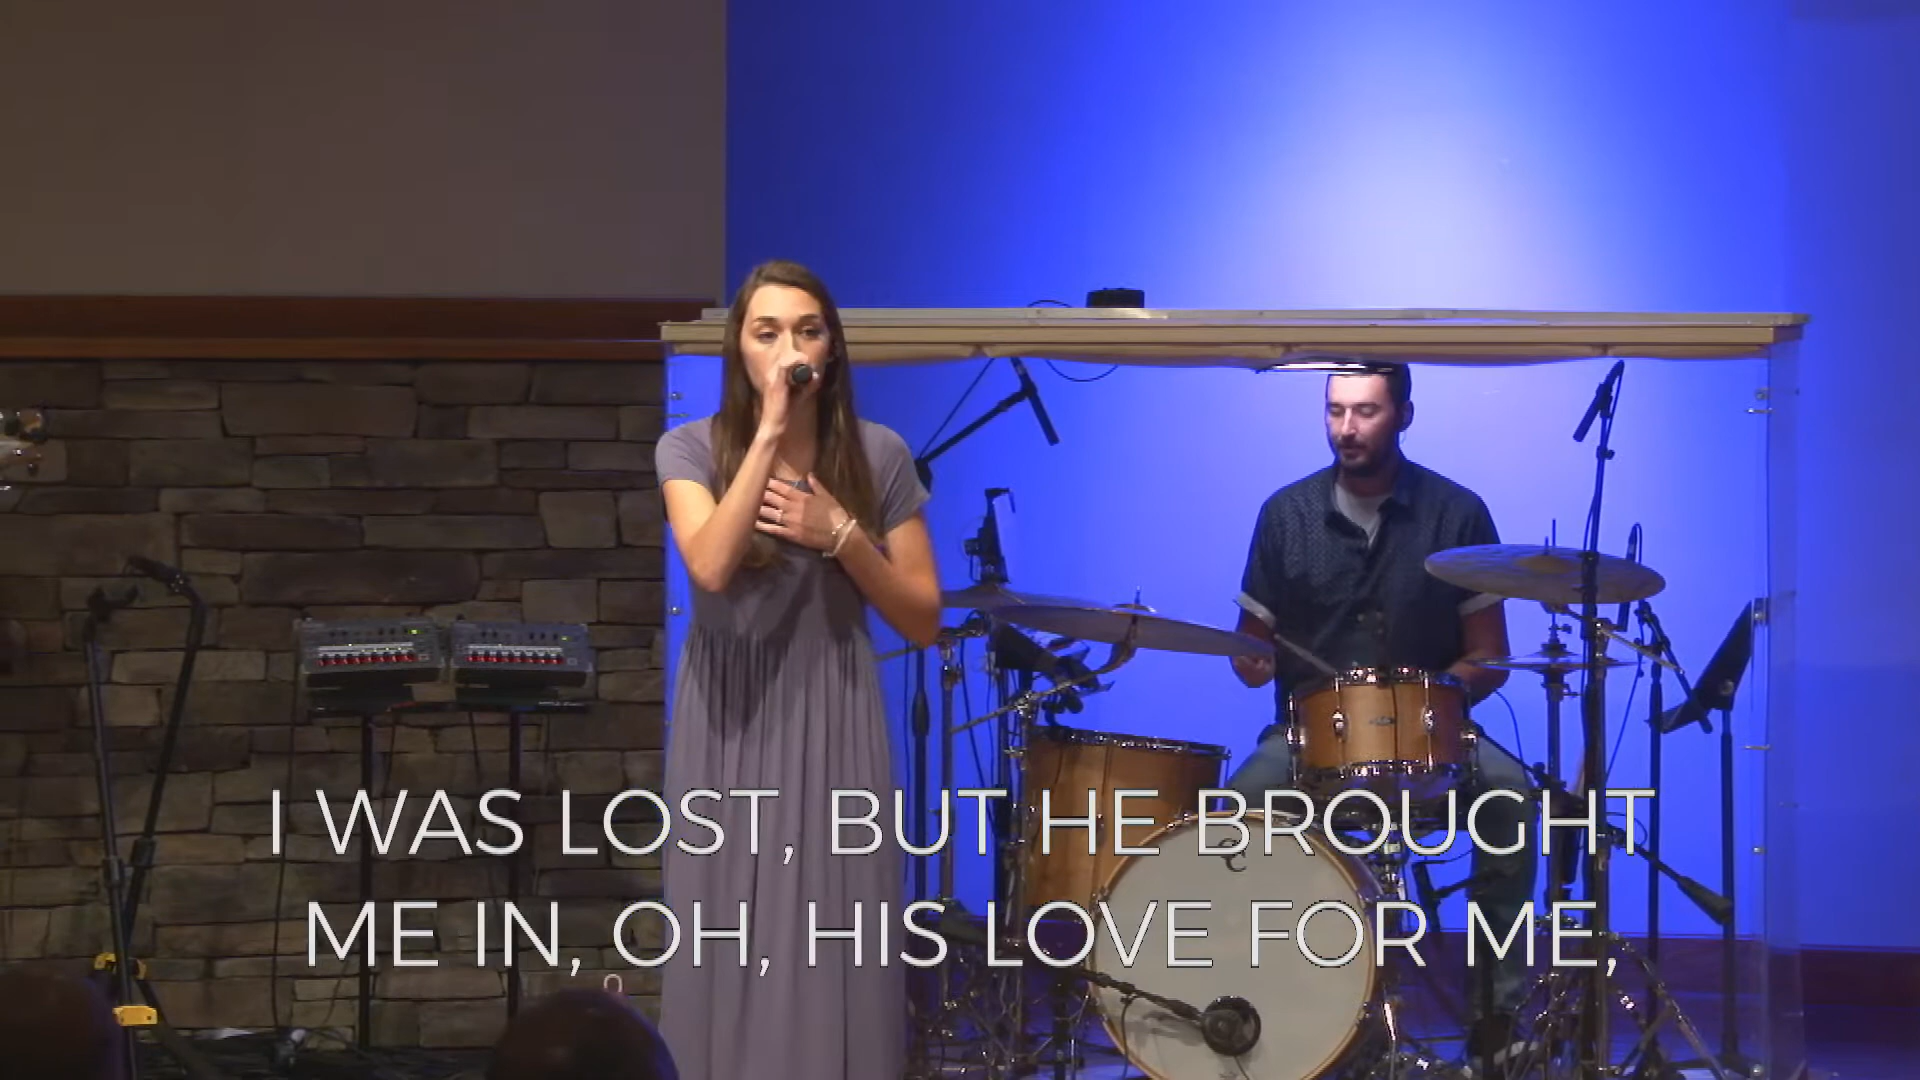 I WAS LOST, BUT HE BROUGHT
ME IN, OH, HIS LOVE FOR ME,